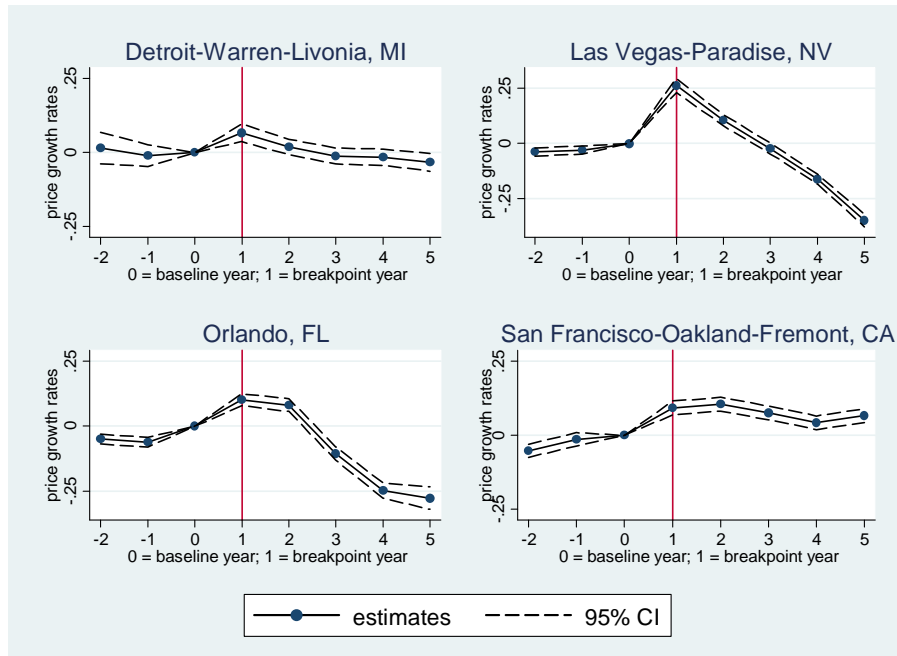 Detroit-Warren-Livonia, MI
price growth rates
.25
0
-.25
-2 -1 0 1 2 3 4 5
0 = baseline year; 1 = breakpoint year
Las Vegas-Paradise, NV
price growth rates
.25
0
-.25
-2 -1 0 1 2 3 4 5
0 = baseline year; 1 = breakpoint year
Orlando, FL
price growth rates
.25
0
-.25
-2 -1 0 1 2 3 4 5
0 = baseline year; 1 = breakpoint year
San Francisco-Oakland-Fremont, CA
price growth rates
.25
0
-.25
-2 -1 0 1 2 3 4 5
0 = baseline year; 1 = breakpoint year
estimates 95% CI